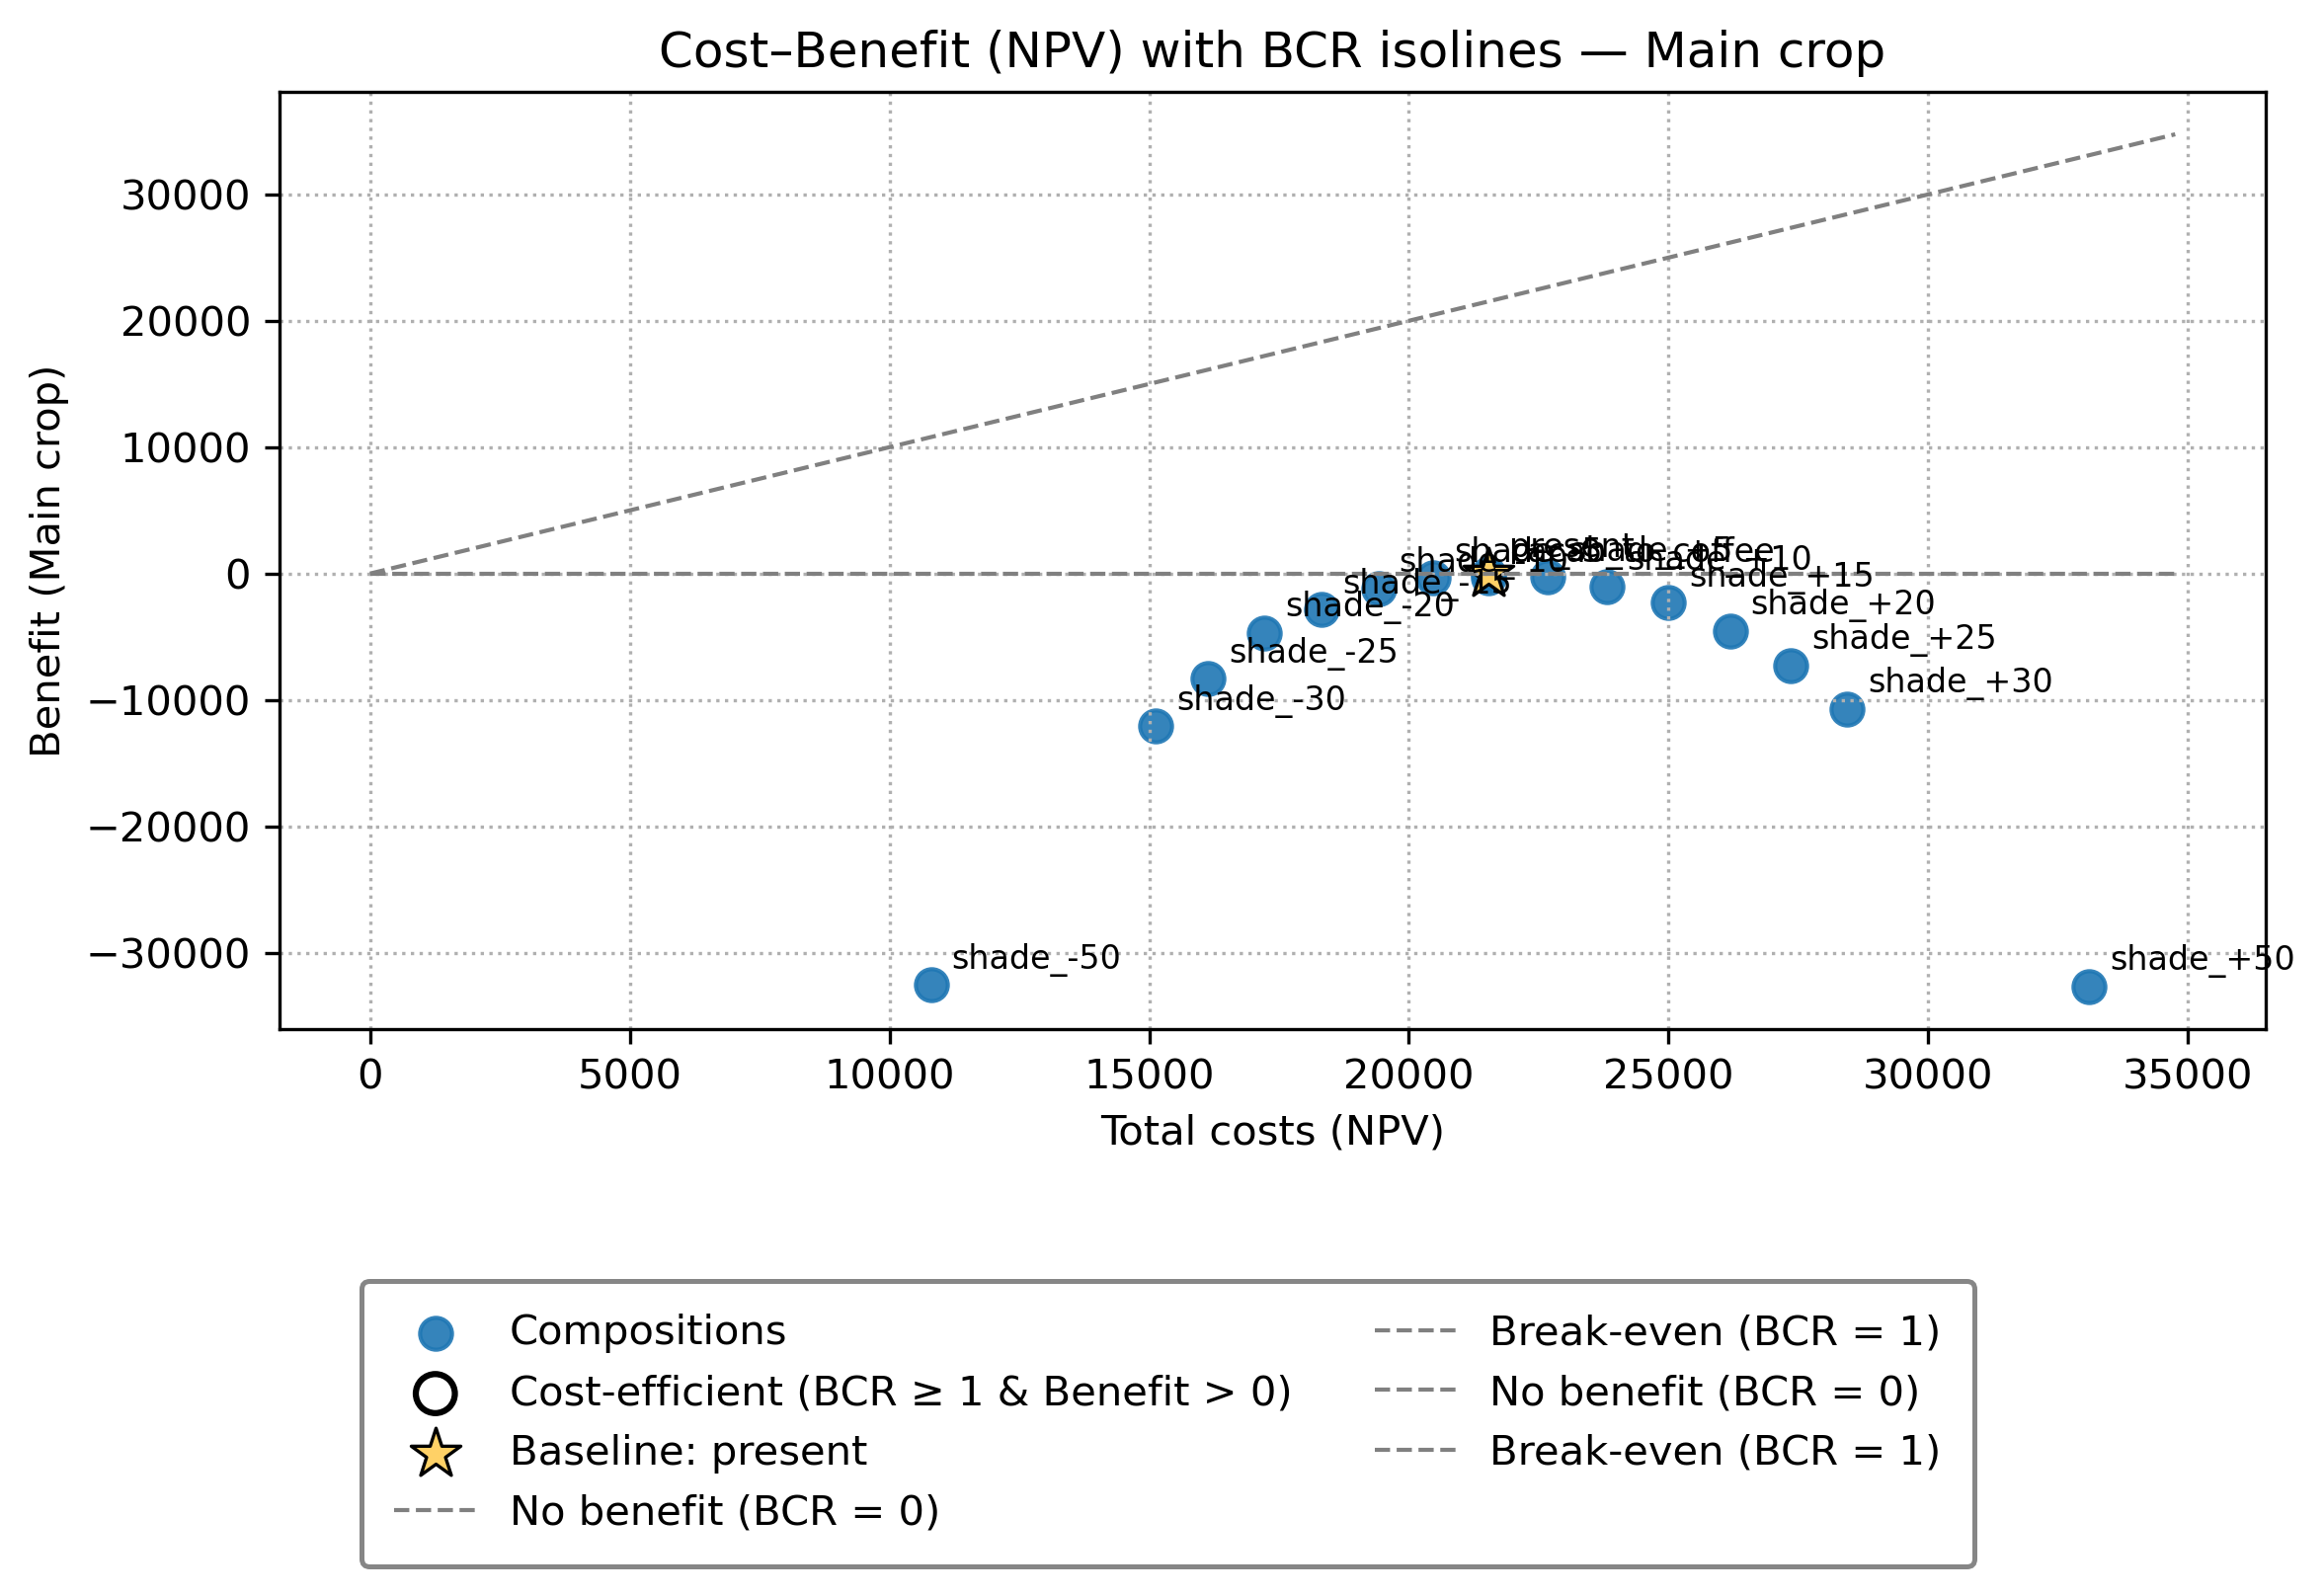 Cost–Benefit (NPV) with BCR isolines — Main crop
Benefit (Main crop)
30000
20000
10000
0
−10000
−20000
−30000
present
shade_+10
shade_-15
shade_+15
shade_-20
shade_+20
shade_-25
shade_+25
shade_-30
shade_+30
shade_-50
shade_+50
0
5000
10000
15000
20000
25000
30000
35000
Total costs (NPV)
Compositions
Cost-efficient (BCR ≥ 1 & Benefit > 0)
Baseline: present
No benefit (BCR = 0)
Break-even (BCR = 1)
No benefit (BCR = 0)
Break-even (BCR = 1)